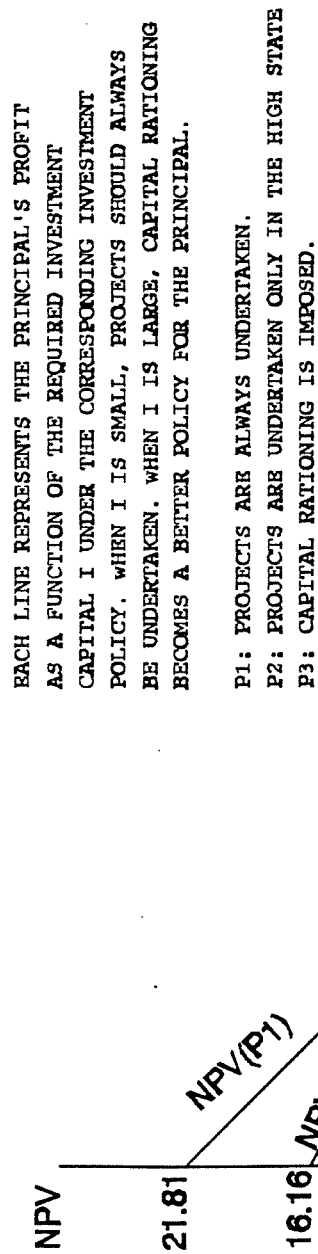 EACH LINE REPRESENTS THE PRINCIPAL'S PROFIT
AS A FUNCTION OF THE REQUIRED INVESTMENT
CAPITAL I UNDER THE CORRESPONDING INVESTMENT
POLICY. WHEN I IS SMALL, PROJECTS SHOULD ALWAYS
BE UNDERTAKEN. WHEN I IS LARGE, CAPITAL RATIONING
BECOMES A BETTER POLICY FOR THE PRINCIPAL.
P1: PROJECTS ARE ALWAYS UNDERTAKEN.
P2: PROJECTS ARE UNDERTAKEN ONLY IN THE HIGH STATE
P3: CAPITAL RATIONING IS IMPOSED.
NPV
21.81
NPV(P1)
16.16